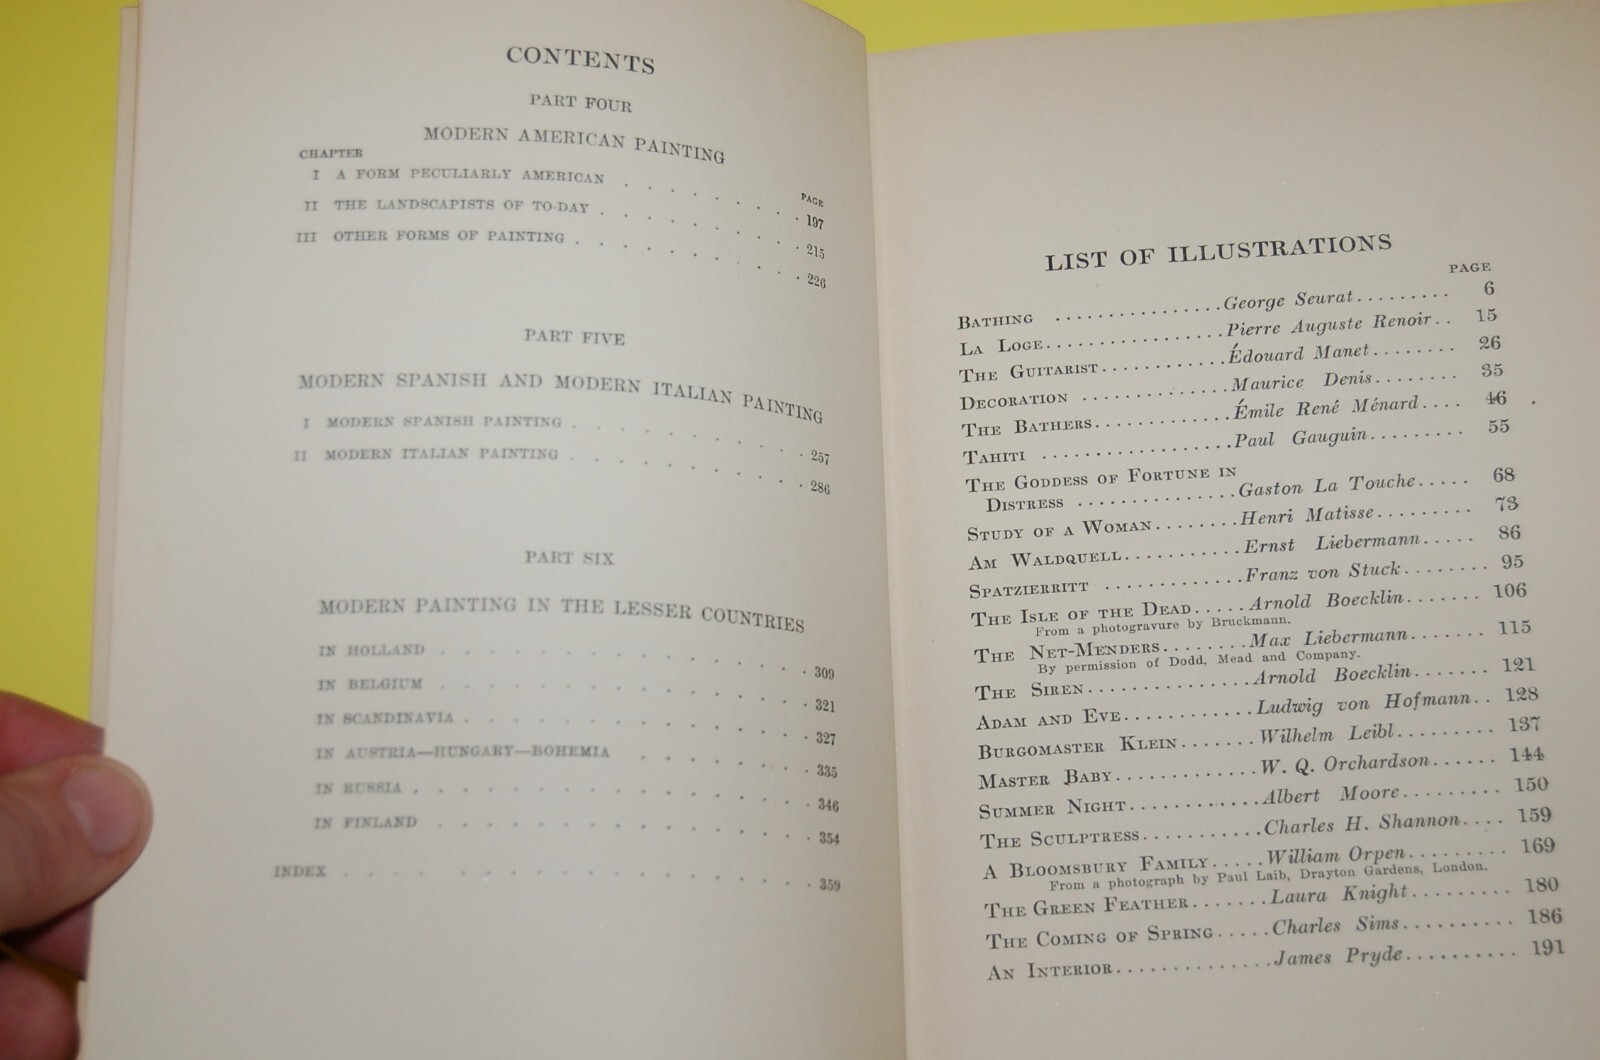 CONTENTS
PART FOUR
MODERN AMERICAN PAINTING
CHAPTER
PAGE
I A FORM PECULIARLY AMERICAN . . . . . . . . 197
II THE LANDSCAPISTS OF TO-DAY . . . . . . . . . 215
III OTHER FORMS OF PAINTING . . . . . . . . . . 226
PART FIVE
MODERN SPANISH AND MODERN ITALIAN PAINTING
I MODERN SPANISH PAINTING . . . . . . . . . . 257
II MODERN ITALIAN PAINTING . . . . . . . . . . 286
PART SIX
MODERN PAINTING IN THE LESSER COUNTRIES
IN HOLLAND . . . . . . . . . . . . . . . . 309
IN BELGIUM . . . . . . . . . . . . . . . . 321
IN SCANDINAVIA . . . . . . . . . . . . . . . 327
IN AUSTRIA—HUNGARY—BOHEMIA . . . . . . . . 335
IN RUSSIA . . . . . . . . . . . . . . . . . 346
IN FINLAND . . . . . . . . . . . . . . . . 354
INDEX . . . . . . . . . . . . . . . . . . 359
LIST OF ILLUSTRATIONS
PAGE
BATHING ................George Seurat......... 6
LA LOGE.................Pierre Auguste Renoir.. 15
THE GUITARIST...........Édouard Manet........ 26
DECORATION .............Maurice Denis........ 35
THE BATHERS............Émile René Ménard.... 46
TAHITI .................Paul Gauguin......... 55
THE GODDESS OF FORTUNE IN
DISTRESS ..............Gaston La Touche..... 68
STUDY OF A WOMAN........Henri Matisse......... 73
AM WALDQUELL...........Ernst Liebermann..... 86
SPATZIERRITT ............Franz von Stuck........ 95
THE ISLE OF THE DEAD.....Arnold Boecklin....... 106
From a photogravure by Bruckmann.
THE NET-MENDERS........Max Liebermann....... 115
By permission of Dodd, Mead and Company.
THE SIREN..............Arnold Boecklin....... 121
ADAM AND EVE............Ludwig von Hofmann.. 128
BURGOMASTER KLEIN.......Wilhelm Leibl......... 137
MASTER BABY............W. Q. Orchardson...... 144
SUMMER NIGHT............Albert Moore......... 150
THE SCULPTRESS..........Charles H. Shannon.... 159
A BLOOMSBURY FAMILY.....William Orpen......... 169
From a photograph by Paul Laib, Drayton Gardens, London.
THE GREEN FEATHER.......Laura Knight......... 180
THE COMING OF SPRING.....Charles Sims.......... 186
AN INTERIOR..............James Pryde.......... 191